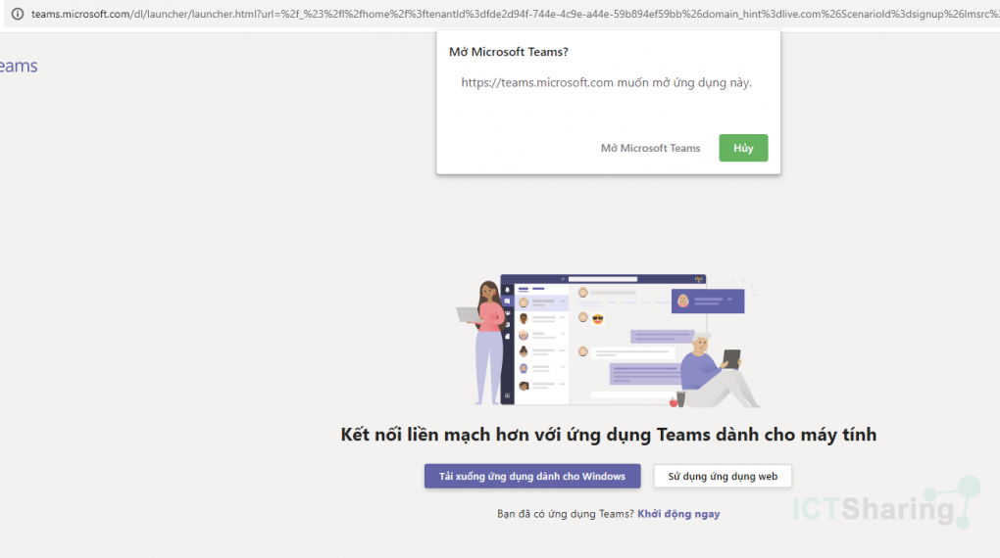 teams.microsoft.com/dl/launcher/launcher.html?url=%2f_%23%2fl%2fhome%2f%3ftenantId%3dfde2d94f-744e-4c9e-a44e-59b894ef59bb%26domain_hint%3dlive.com%26ScenarioId%3dsignup%26lmsrc%3
eams
Mở Microsoft Teams?
https://teams.microsoft.com muốn mở ứng dụng này.
Mở Microsoft Teams
Hủy
Kết nối liền mạch hơn với ứng dụng Teams dành cho máy tính
Tải xuống ứng dụng dành cho Windows
Sử dụng ứng dụng web
Bạn đã có ứng dụng Teams? Khởi động ngay
ICTSharing